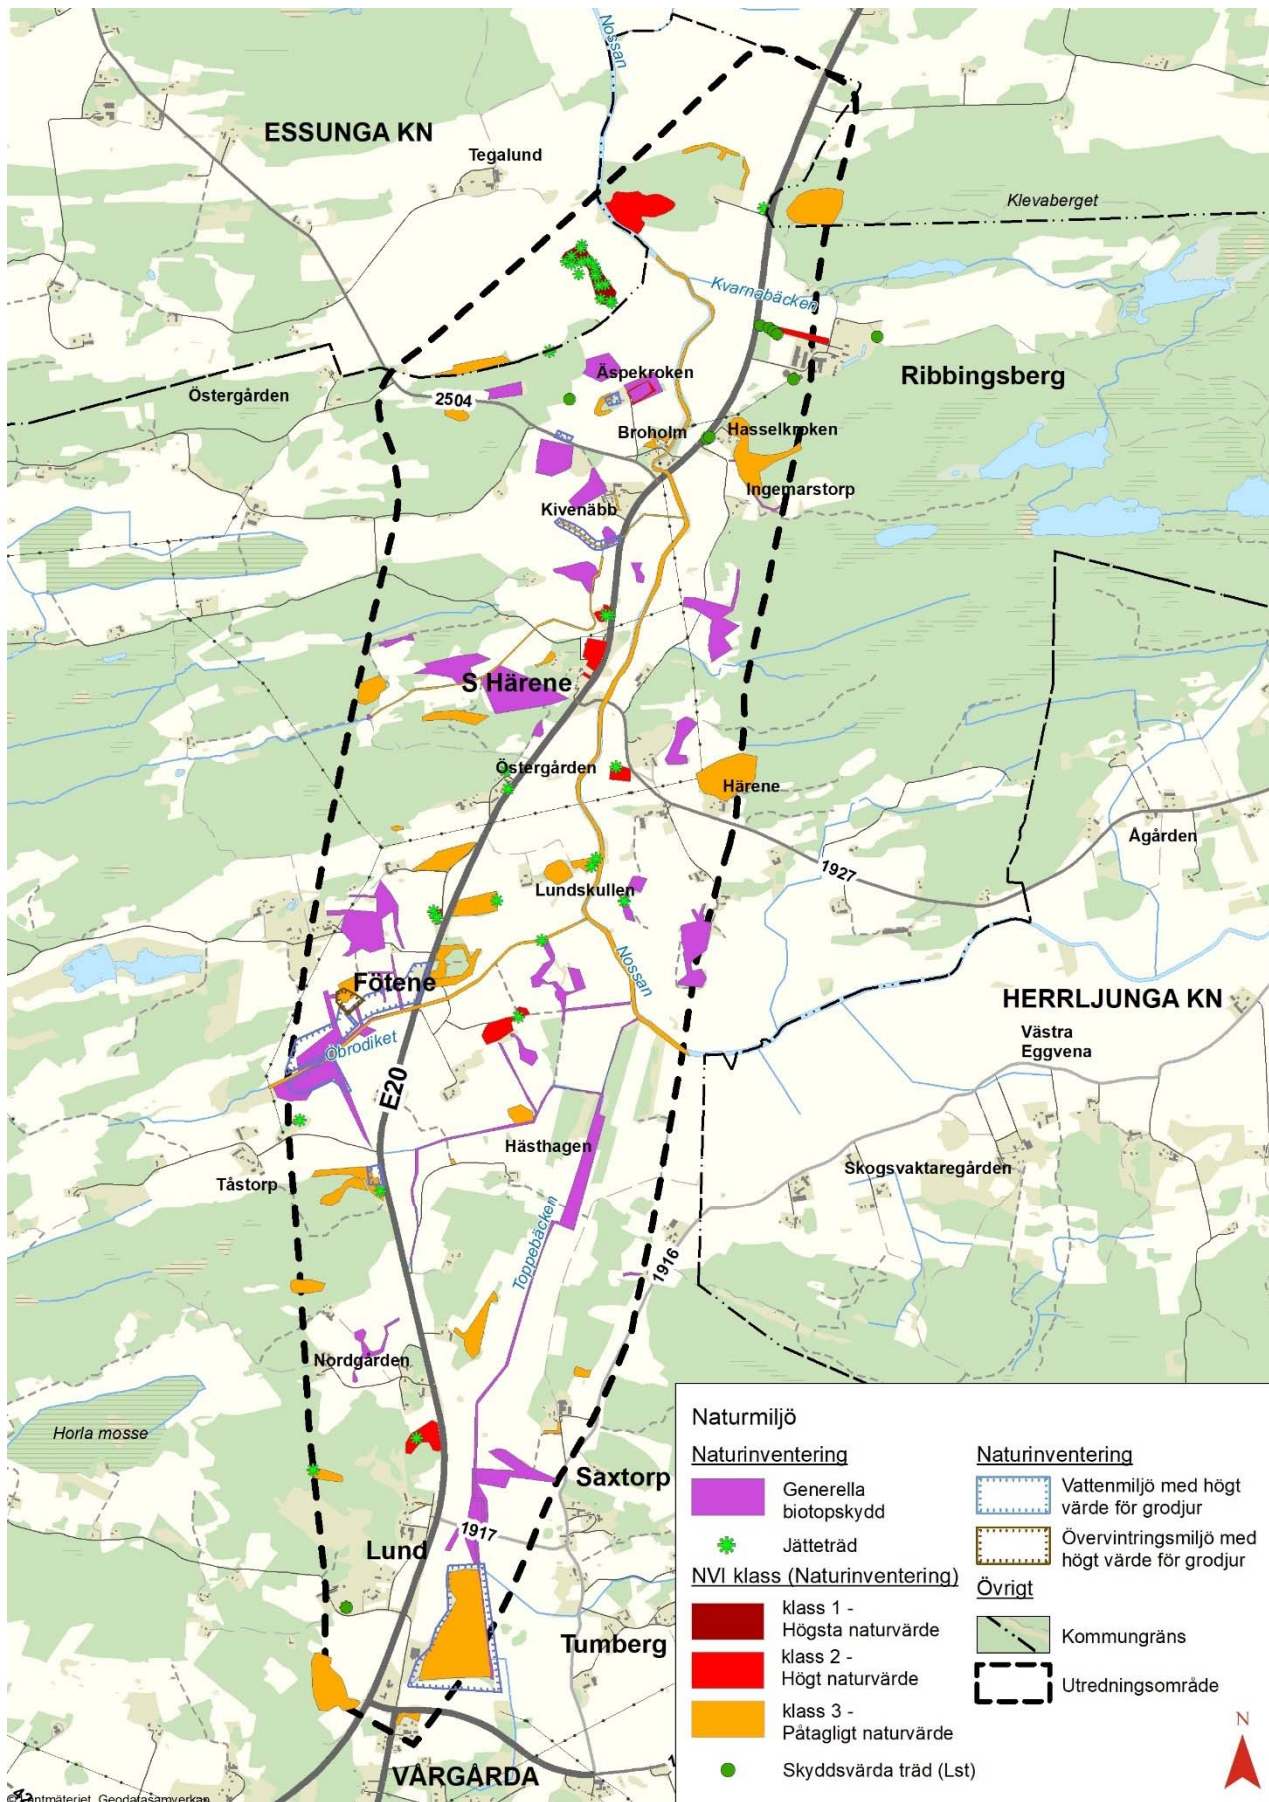 Nossan
ESSUNGA KN
Tegalund
Klevaberget
Kvarnabäcken
Östergården
2504
Äspekroken
Ribbingsberg
Broholm
Hasselkroken
Ingemarstorp
Kivenäbb
S Härene
Östergården
Härene
Ågården
1927
Lundskullen
Nossan
Fötene
HERRLJUNGA KN
Västra
Eggvena
Öbrodiket
E20
Hästhagen
Skogsvaktaregården
Tåstorp
Toppebäcken
1916
Nordgården
Horla mosse
Saxtorp
1917
Lund
Tumberg
VÅRGÅRDA
Naturmiljö
Naturinventering
Generella
biotopskydd
Jätteträd
NVI klass (Naturinventering)
klass 1 -
Högsta naturvärde
klass 2 -
Högt naturvärde
klass 3 -
Påtagligt naturvärde
Skyddsvärda träd (Lst)
Naturinventering
Vattenmiljö med högt
värde för grodjur
Övervintringsmiljö med
högt värde för grodjur
Övrigt
Kommungräns
Utredningsområde
N
Geodatasamverkan